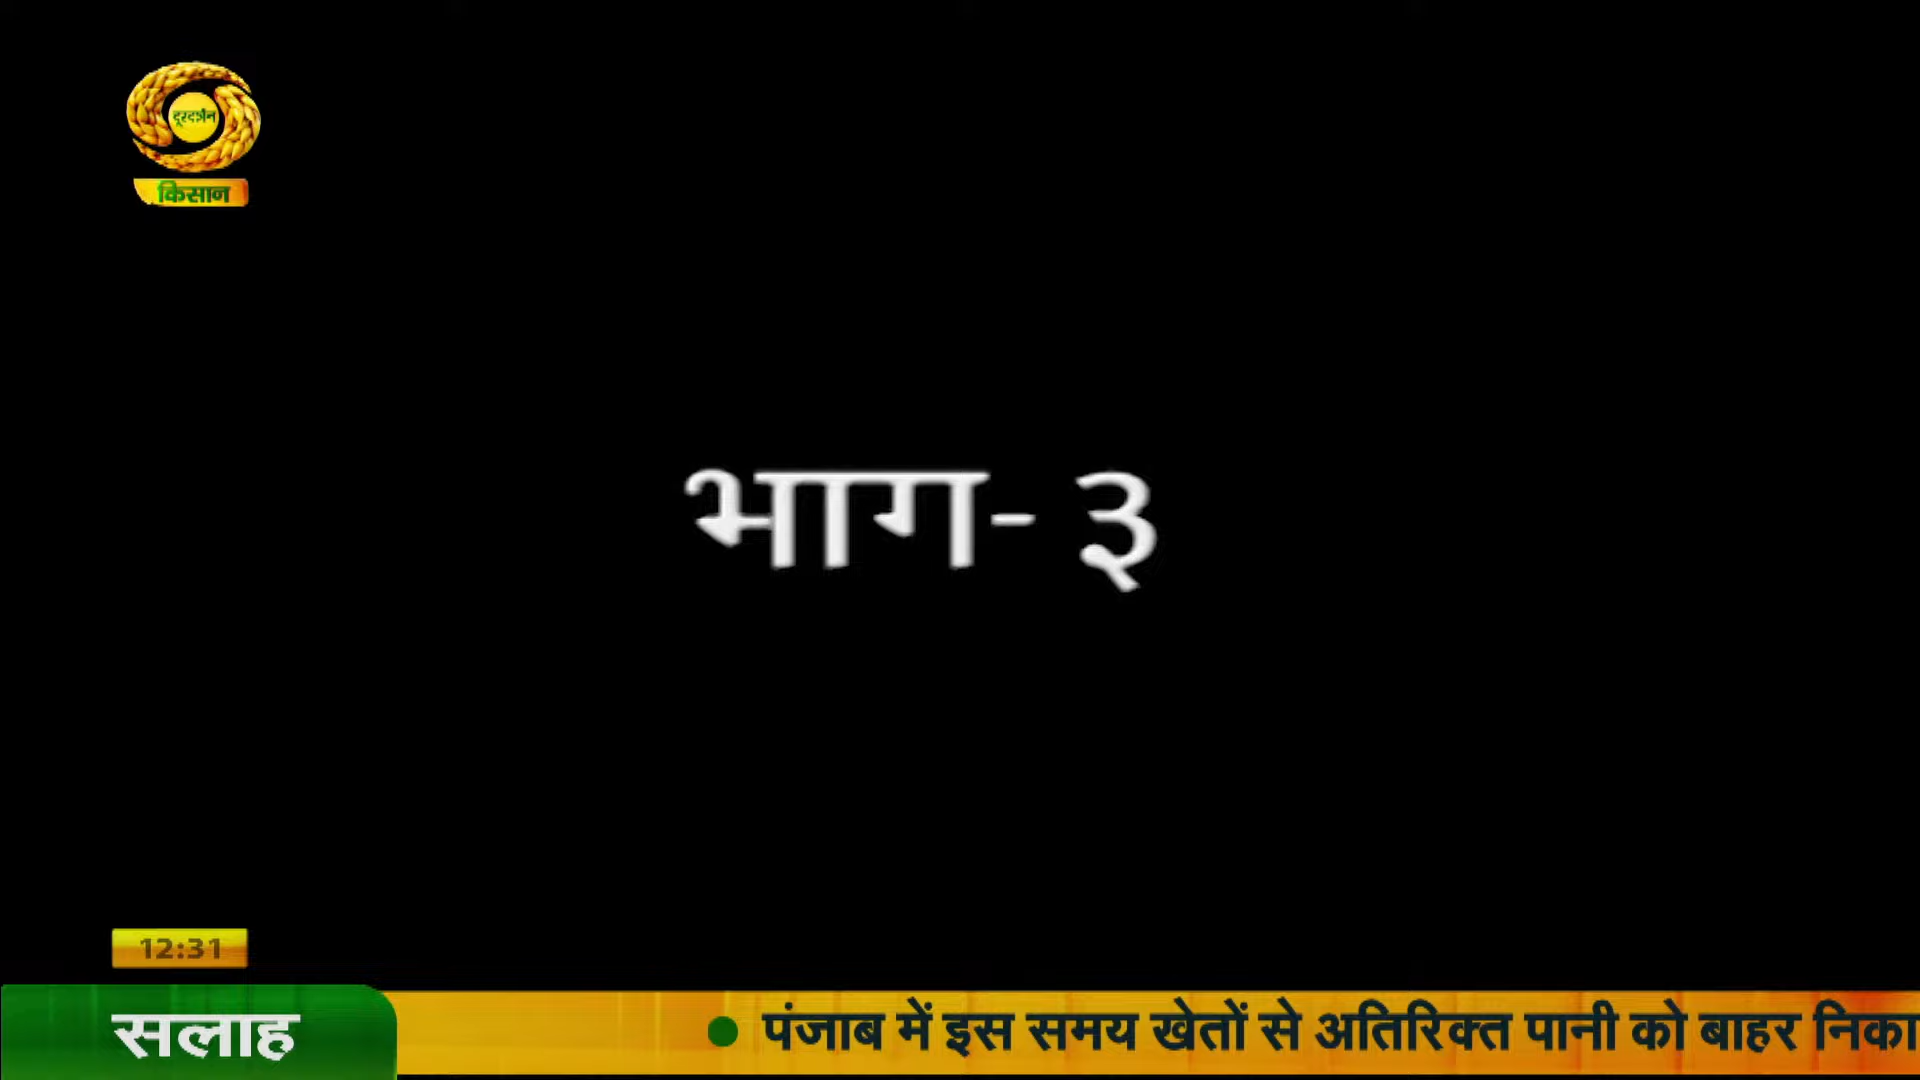 दूरदर्शन
किसान
भाग- ३
12:31
सलाह
पंजाब में इस समय खेतों से अतिरिक्त पानी को बाहर निका